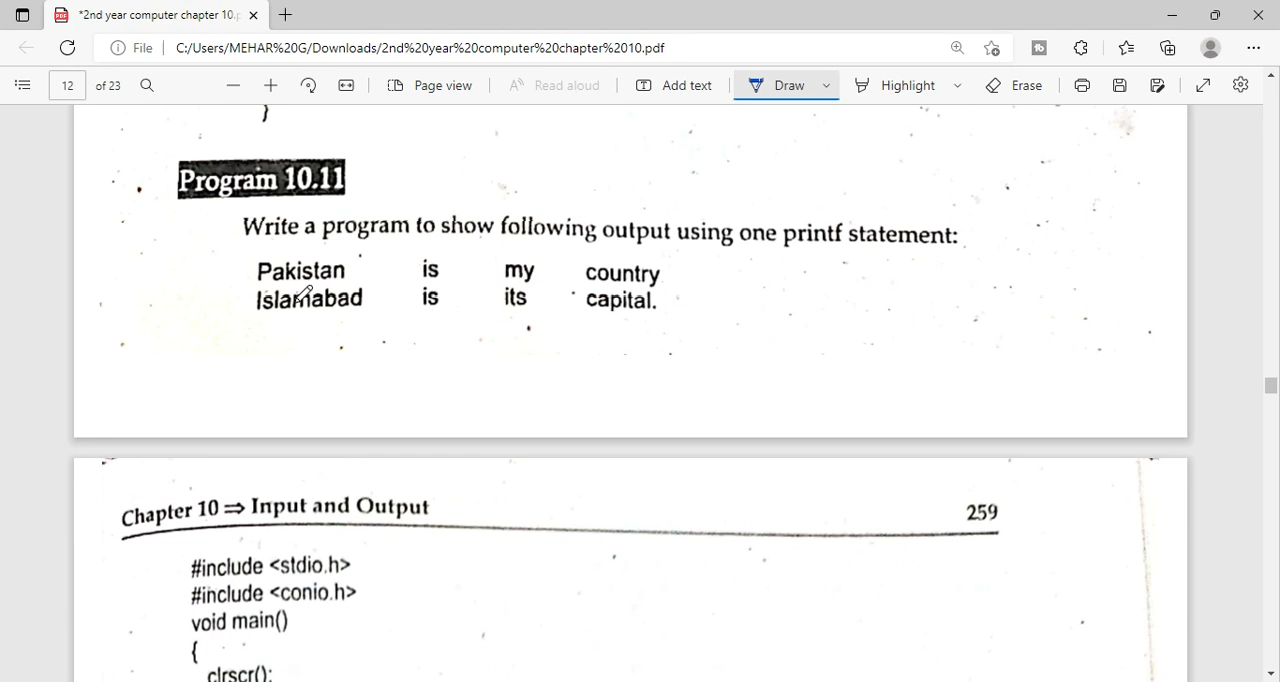 *2nd year computer chapter 10.p
File
C:/Users/MEHAR%20G/Downloads/2nd%20year%20computer%20chapter%2010.pdf
12 of 23
Page view
Read aloud
Add text
Draw
Highlight
Erase
}
Program 10.11
Write a program to show following output using one printf statement:
Pakistan is my country
Islamabad is its capital.
Chapter 10 ⇒ Input and Output 259
#include <stdio.h>
#include <conio.h>
void main()
{
clrscr();